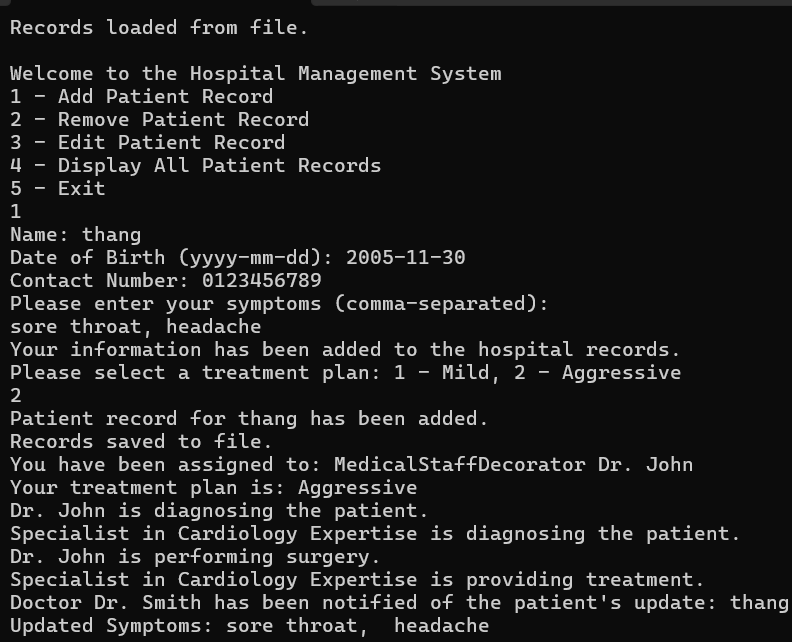 Records loaded from file.
Welcome to the Hospital Management System
1 - Add Patient Record
2 - Remove Patient Record
3 - Edit Patient Record
4 - Display All Patient Records
5 - Exit
1
Name: thang
Date of Birth (yyyy-mm-dd): 2005-11-30
Contact Number: 0123456789
Please enter your symptoms (comma-separated):
sore throat, headache
Your information has been added to the hospital records.
Please select a treatment plan: 1 - Mild, 2 - Aggressive
2
Patient record for thang has been added.
Records saved to file.
You have been assigned to: MedicalStaffDecorator Dr. John
Your treatment plan is: Aggressive
Dr. John is diagnosing the patient.
Specialist in Cardiology Expertise is diagnosing the patient.
Dr. John is performing surgery.
Specialist in Cardiology Expertise is providing treatment.
Doctor Dr. Smith has been notified of the patient's update: thang
Updated Symptoms: sore throat,  headache